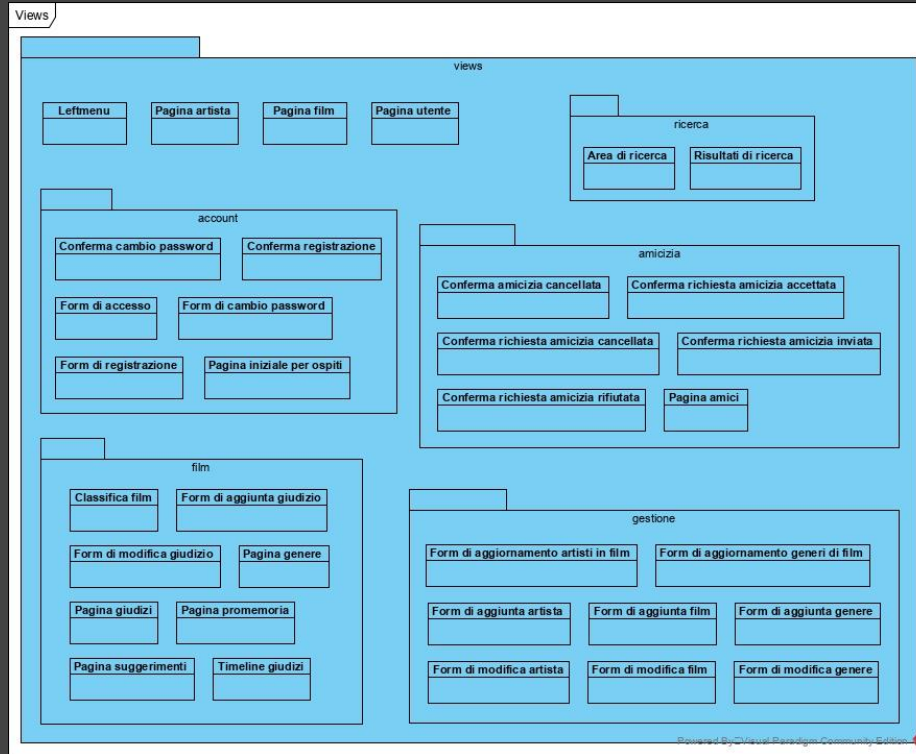 Views
views
Leftmenu
Pagina artista
Pagina film
Pagina utente
ricerca
Area di ricerca
Risultati di ricerca
account
Conferma cambio password
Conferma registrazione
Form di accesso
Form di cambio password
Form di registrazione
Pagina iniziale per ospiti
amicizia
Conferma amicizia cancellata
Conferma richiesta amicizia accettata
Conferma richiesta amicizia cancellata
Conferma richiesta amicizia inviata
Conferma richiesta amicizia rifiutata
Pagina amici
film
Classifica film
Form di aggiunta giudizio
Form di modifica giudizio
Pagina genere
Pagina giudizi
Pagina promemoria
Pagina suggerimenti
Timeline giudizi
gestione
Form di aggiornamento artisti in film
Form di aggiornamento generi di film
Form di aggiunta artista
Form di aggiunta film
Form di aggiunta genere
Form di modifica artista
Form di modifica film
Form di modifica genere
Powered By Visual Paradigm Community Edition